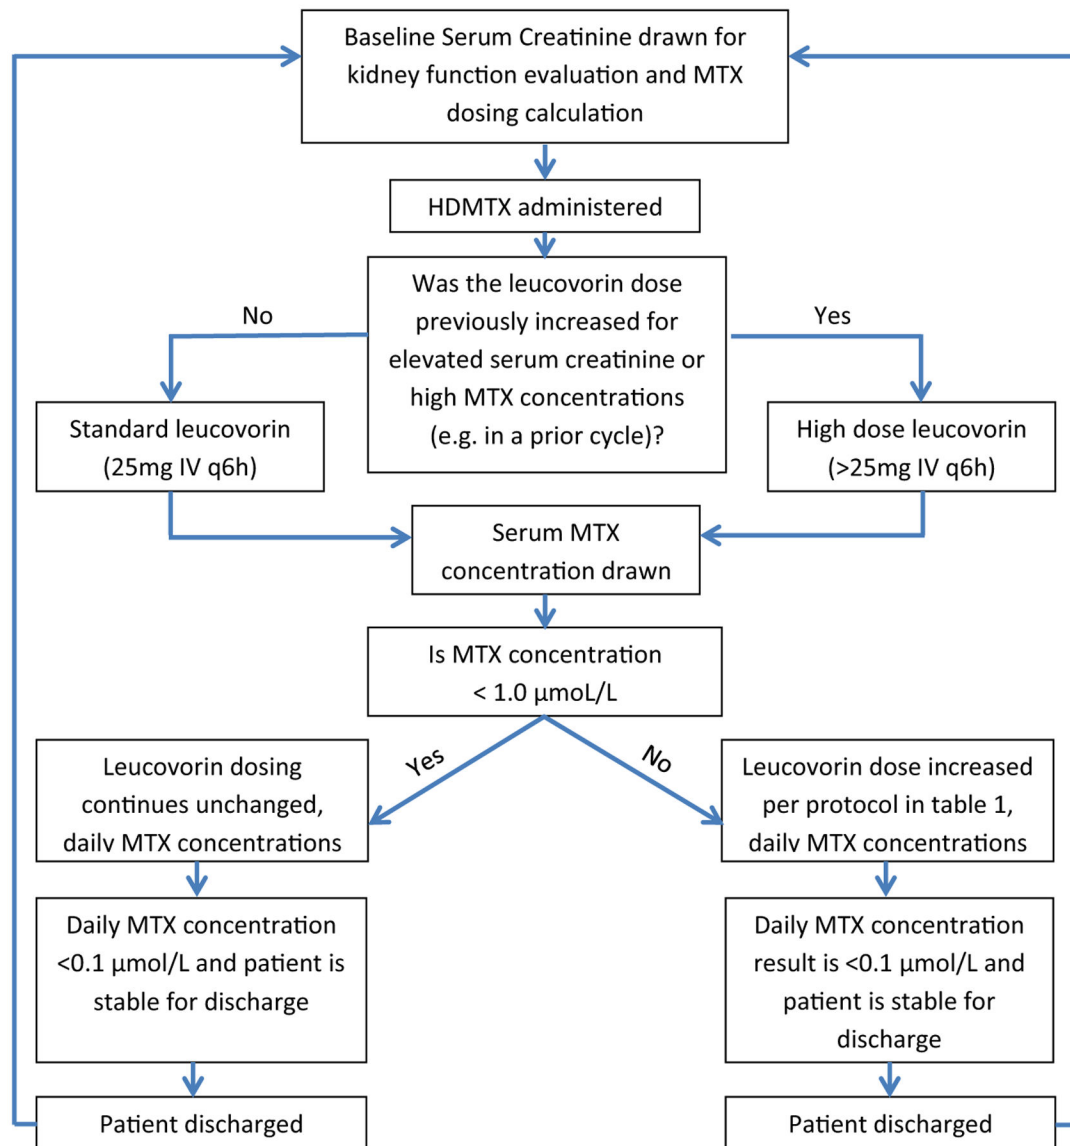 Baseline Serum Creatinine drawn for
kidney function evaluation and MTX
dosing calculation
HDMTX administered
Was the leucovorin dose
previously increased for
elevated serum creatinine or
high MTX concentrations
(e.g. in a prior cycle)?
No
Yes
Standard leucovorin
(25mg IV q6h)
High dose leucovorin
(>25mg IV q6h)
Serum MTX
concentration drawn
Is MTX concentration
< 1.0 µmoL/L
Yes
No
Leucovorin dosing
continues unchanged,
daily MTX concentrations
Leucovorin dose increased
per protocol in table 1,
daily MTX concentrations
Daily MTX concentration
<0.1 µmol/L and patient is
stable for discharge
Daily MTX concentration
result is <0.1 µmol/L and
patient is stable for
discharge
Patient discharged
Patient discharged